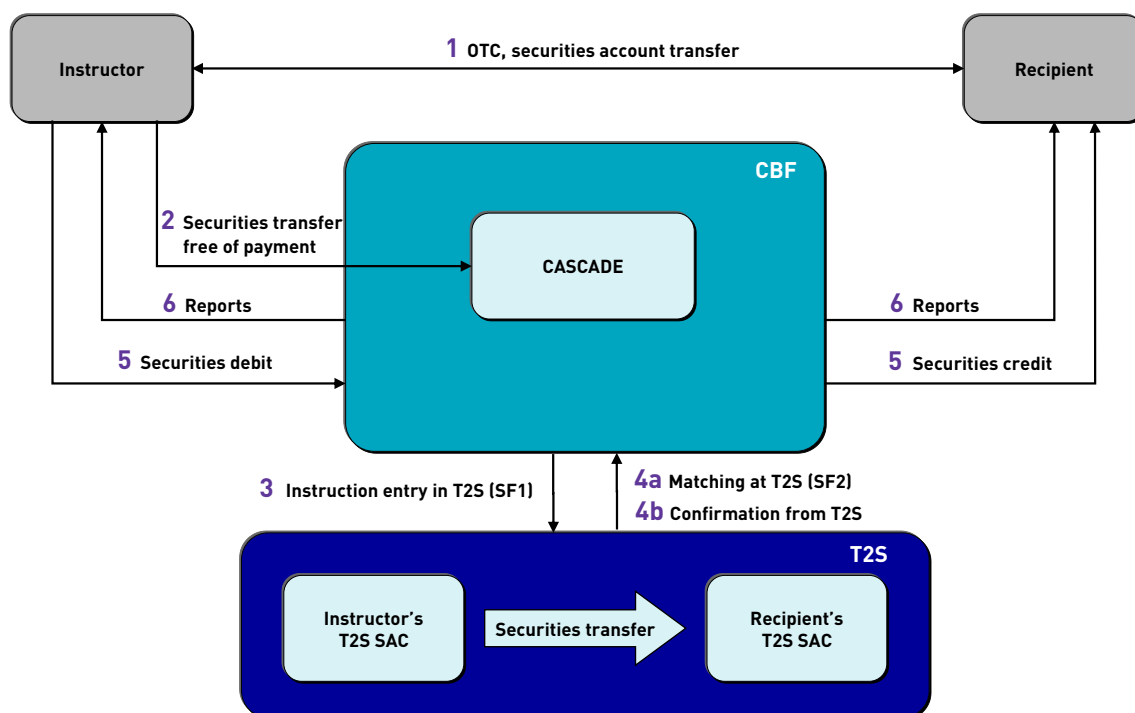 1 OTC, securities account transfer
Instructor
Recipient
CBF
2 Securities transfer
free of payment
CASCADE
6 Reports
6 Reports
5 Securities debit
5 Securities credit
3 Instruction entry in T2S (SF1)
4a Matching at T2S (SF2)
4b Confirmation from T2S
T2S
Instructor’s
T2S SAC
Securities transfer
Recipient’s
T2S SAC